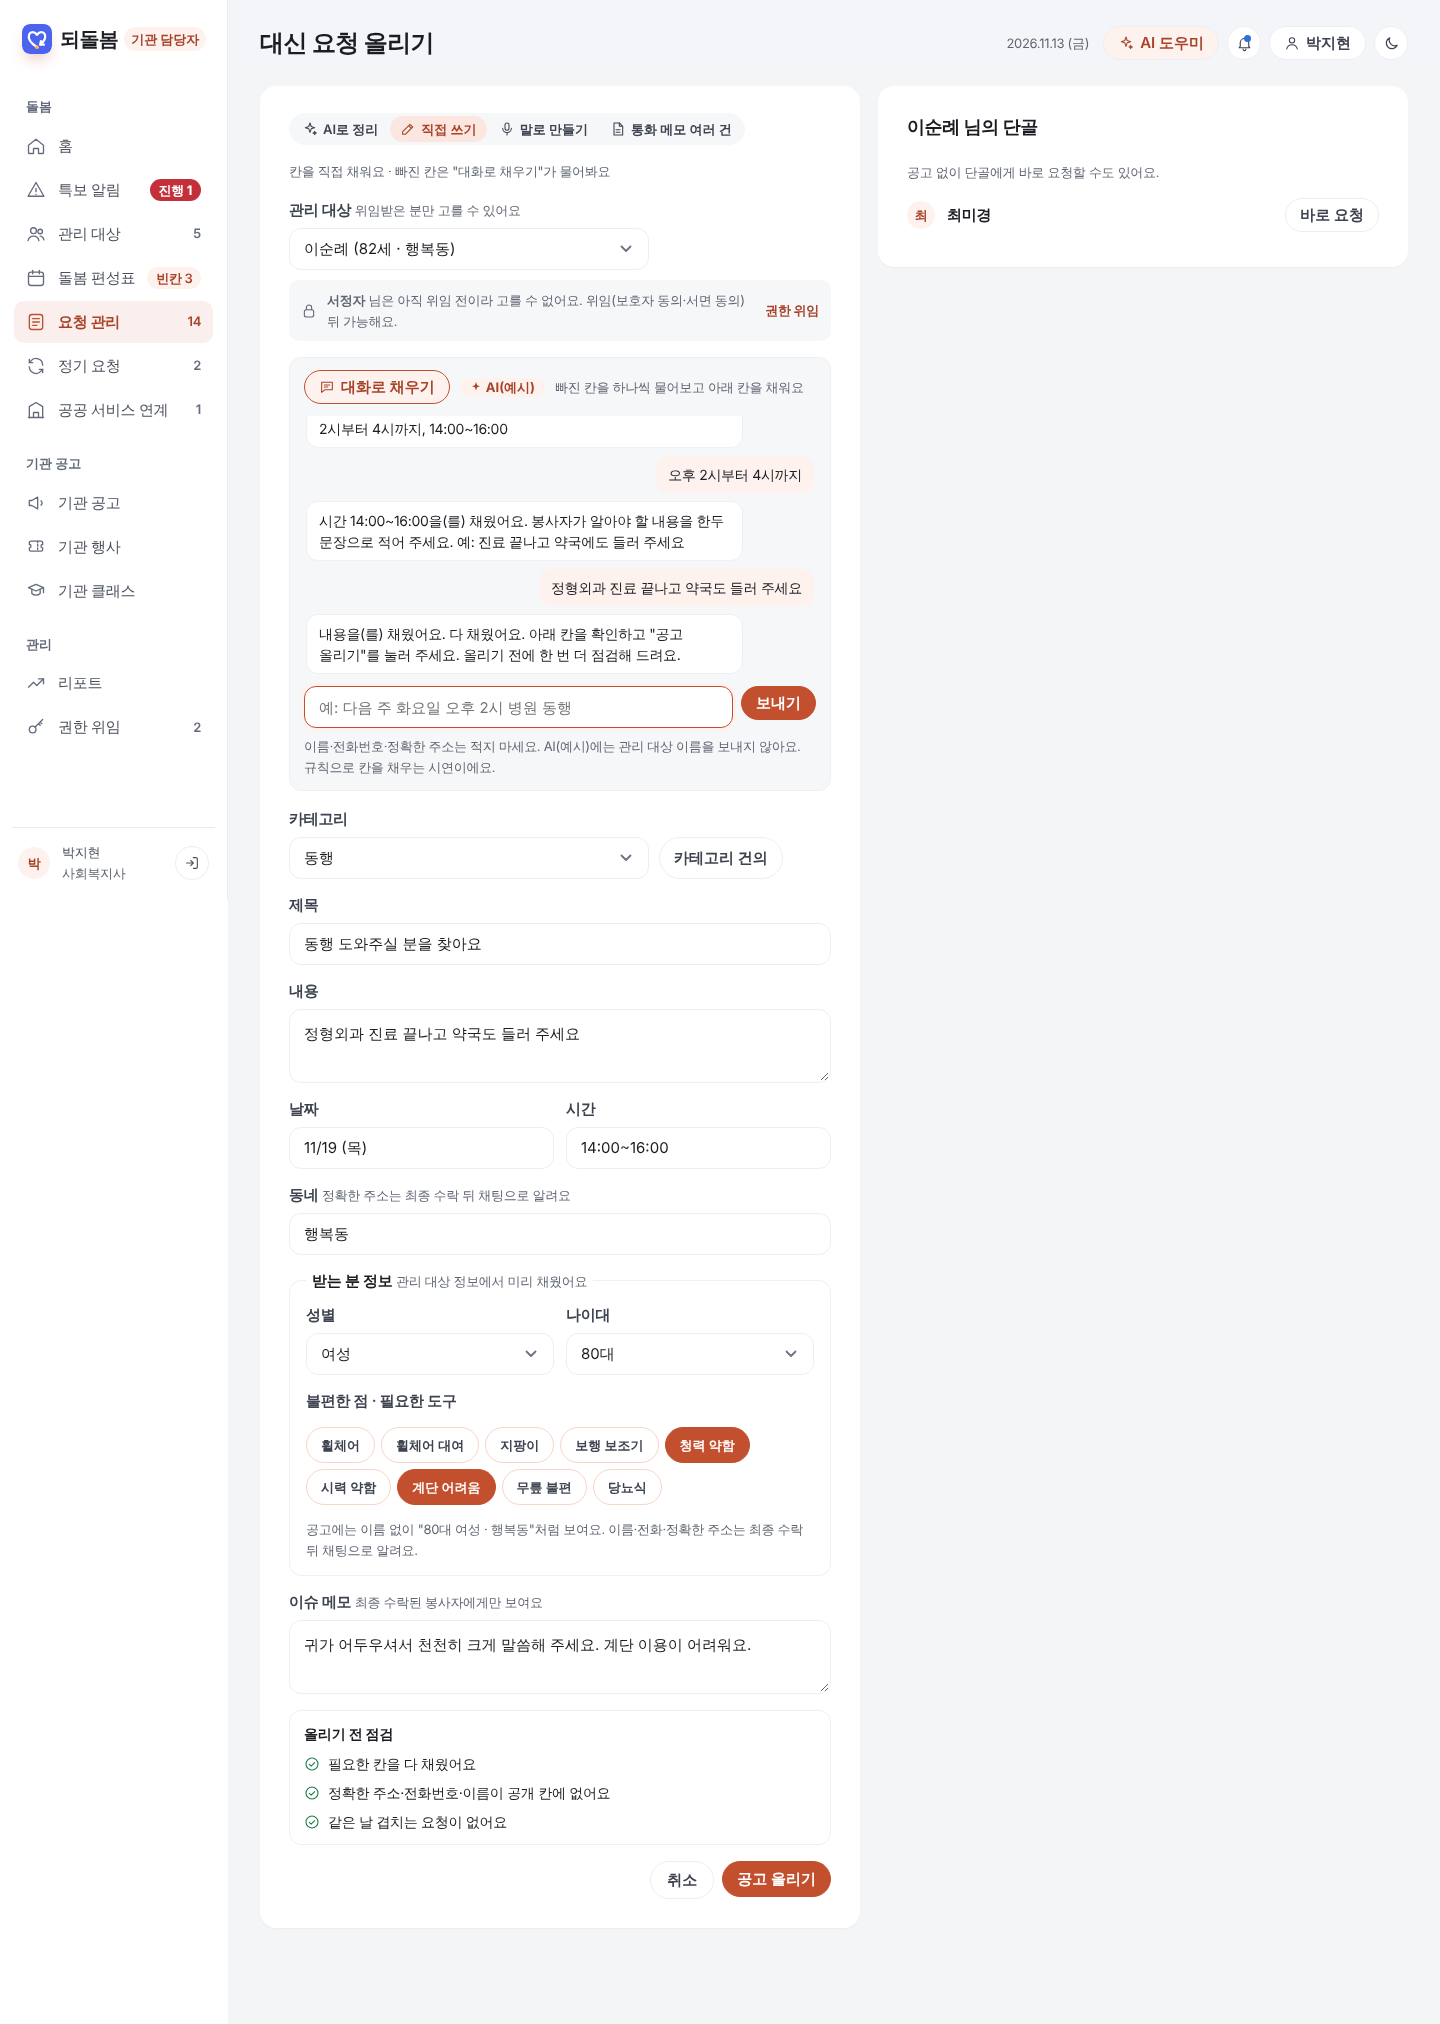 되돌봄 기관 담당자
돌봄
홈
특보 알림 진행 1
관리 대상 5
돌봄 편성표 빈칸 3
요청 관리 14
정기 요청 2
공공 서비스 연계 1
기관 공고
기관 공고
기관 행사
기관 클래스
관리
리포트
권한 위임 2
박 박지현
사회복지사
대신 요청 올리기
2026.11.13 (금) AI 도우미 박지현
AI로 정리 직접 쓰기 말로 만들기 통화 메모 여러 건
칸을 직접 채워요 · 빠진 칸은 "대화로 채우기"가 물어봐요
관리 대상 위임받은 분만 고를 수 있어요
이순례 (82세 · 행복동)
서정자 님은 아직 위임 전이라 고를 수 없어요. 위임(보호자 동의·서면 동의)
뒤 가능해요.
권한 위임
대화로 채우기 AI(예시) 빠진 칸을 하나씩 물어보고 아래 칸을 채워요
2시부터 4시까지, 14:00~16:00
오후 2시부터 4시까지
시간 14:00~16:00을(를) 채웠어요. 봉사자가 알아야 할 내용을 한두
문장으로 적어 주세요. 예: 진료 끝나고 약국에도 들러 주세요
정형외과 진료 끝나고 약국도 들러 주세요
내용을(를) 채웠어요. 다 채웠어요. 아래 칸을 확인하고 "공고
올리기"를 눌러 주세요. 올리기 전에 한 번 더 점검해 드려요.
예: 다음 주 화요일 오후 2시 병원 동행 보내기
이름·전화번호·정확한 주소는 적지 마세요. AI(예시)에는 관리 대상 이름을 보내지 않아요.
규칙으로 칸을 채우는 시연이에요.
카테고리
동행 카테고리 건의
제목
동행 도와주실 분을 찾아요
내용
정형외과 진료 끝나고 약국도 들러 주세요
날짜 시간
11/19 (목) 14:00~16:00
동네 정확한 주소는 최종 수락 뒤 채팅으로 알려요
행복동
받는 분 정보 관리 대상 정보에서 미리 채웠어요
성별 나이대
여성 80대
불편한 점 · 필요한 도구
휠체어 휠체어 대여 지팡이 보행 보조기 청력 약함
시력 약함 계단 어려움 무릎 불편 당뇨식
공고에는 이름 없이 "80대 여성 · 행복동"처럼 보여요. 이름·전화·정확한 주소는 최종 수락
뒤 채팅으로 알려요.
이슈 메모 최종 수락된 봉사자에게만 보여요
귀가 어두우셔서 천천히 크게 말씀해 주세요. 계단 이용이 어려워요.
올리기 전 점검
필요한 칸을 다 채웠어요
정확한 주소·전화번호·이름이 공개 칸에 없어요
같은 날 겹치는 요청이 없어요
취소 공고 올리기
이순례 님의 단골
공고 없이 단골에게 바로 요청할 수도 있어요.
최 최미경 바로 요청